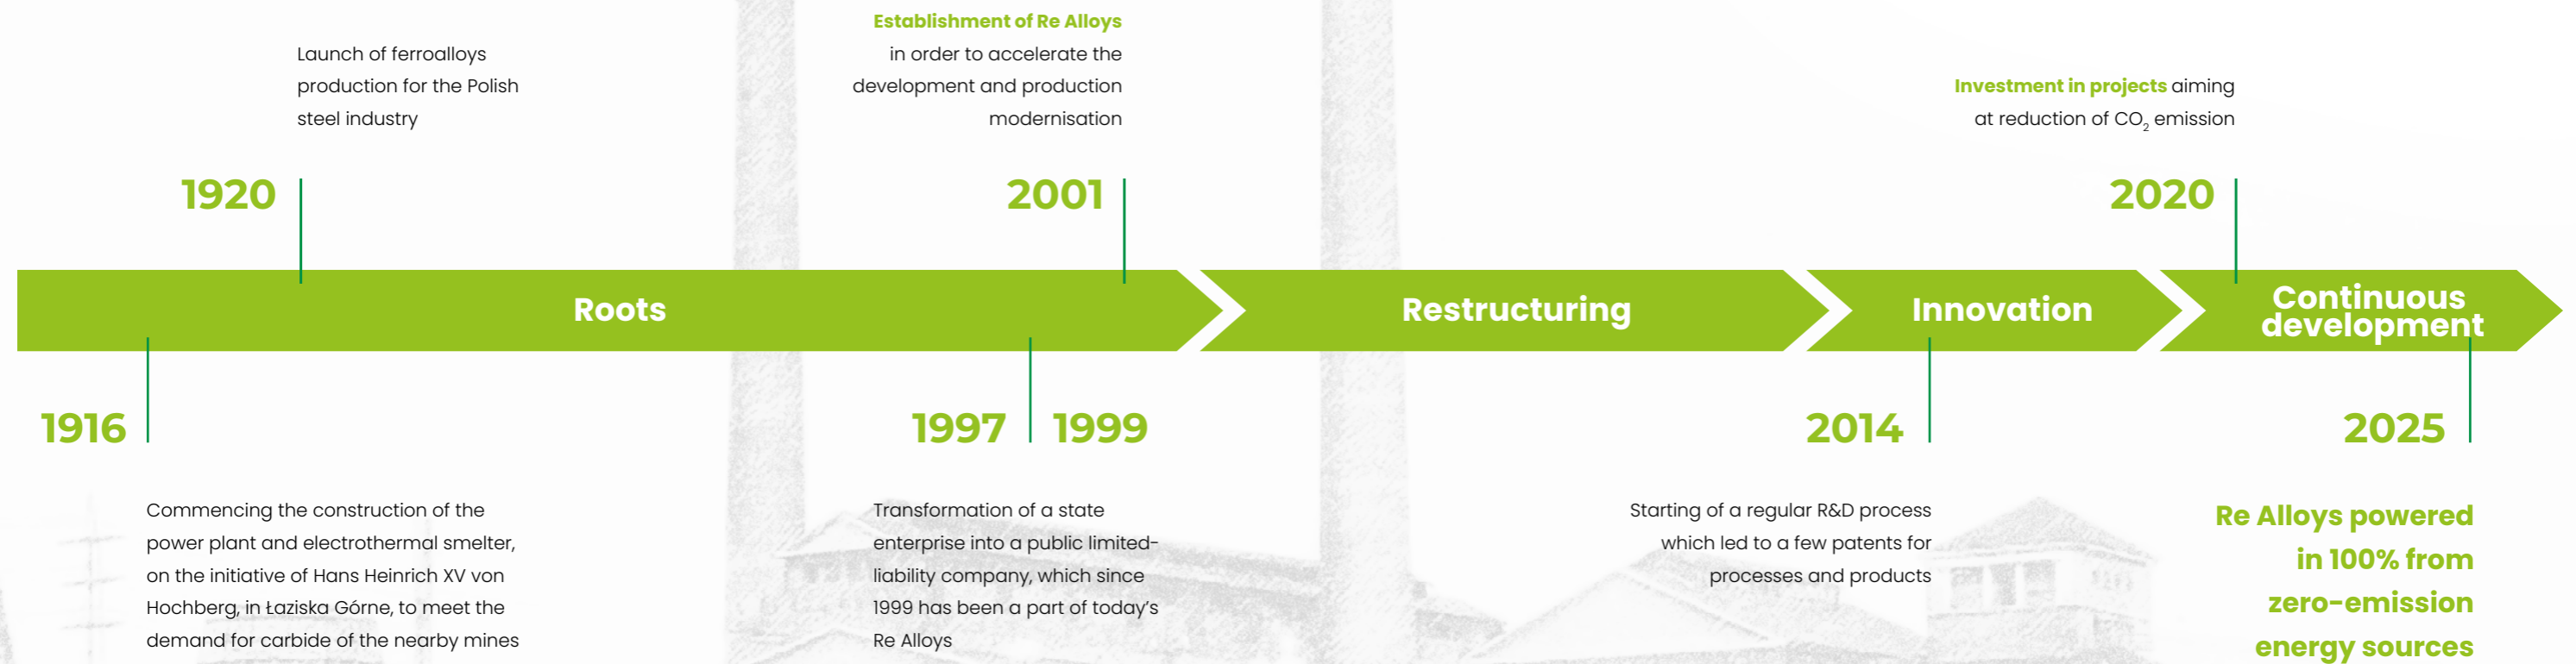 Launch of ferroalloys
production for the Polish
steel industry
1920
Establishment of Re Alloys
in order to accelerate the
development and production
modernisation
2001
Investment in projects aiming
at reduction of CO₂ emission
2020
Roots
Restructuring
Innovation
Continuous
development
1916
Commencing the construction of the
power plant and electrothermal smelter,
on the initiative of Hans Heinrich XV von
Hochberg, in Łaziska Górne, to meet the
demand for carbide of the nearby mines
1997 1999
Transformation of a state
enterprise into a public limited-
liability company, which since
1999 has been a part of today’s
Re Alloys
2014
Starting of a regular R&D process
which led to a few patents for
processes and products
2025
Re Alloys powered
in 100% from
zero-emission
energy sources